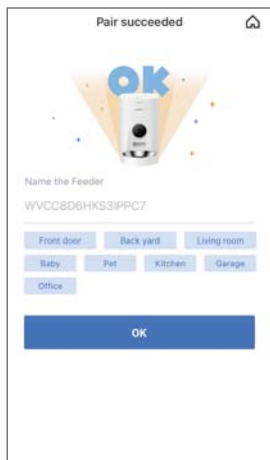 Pair succeeded
OK
Name the Feeder
WVCC8D6HKS3IPPC7
Front door Back yard Living room
Baby Pet Kitchen Garage
Office
OK